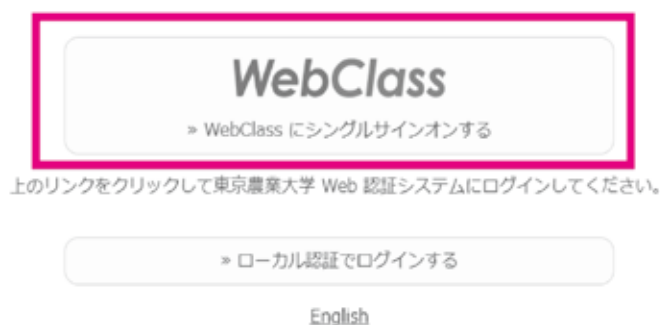 WebClass
» WebClass にシングルサインオンする
上のリンクをクリックして東京農業大学 Web 認証システムにログインしてください。
» ローカル認証でログインする
English